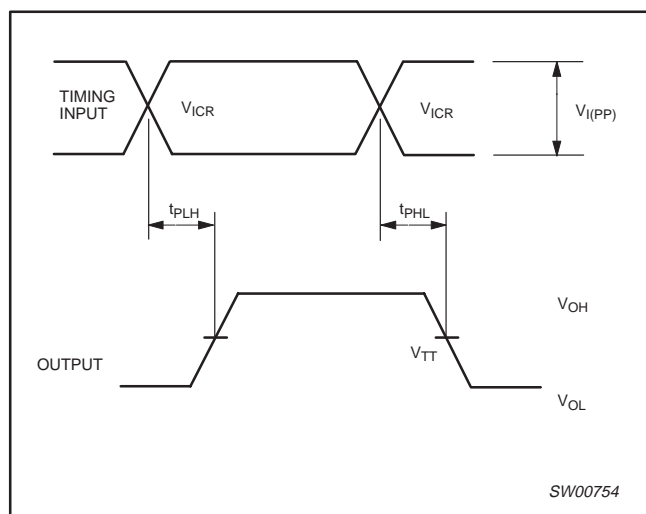 TIMING
INPUT
VICR
VICR
VI(PP)
tPLH
tPHL
VOH
VTT
OUTPUT
VOL
SW00754